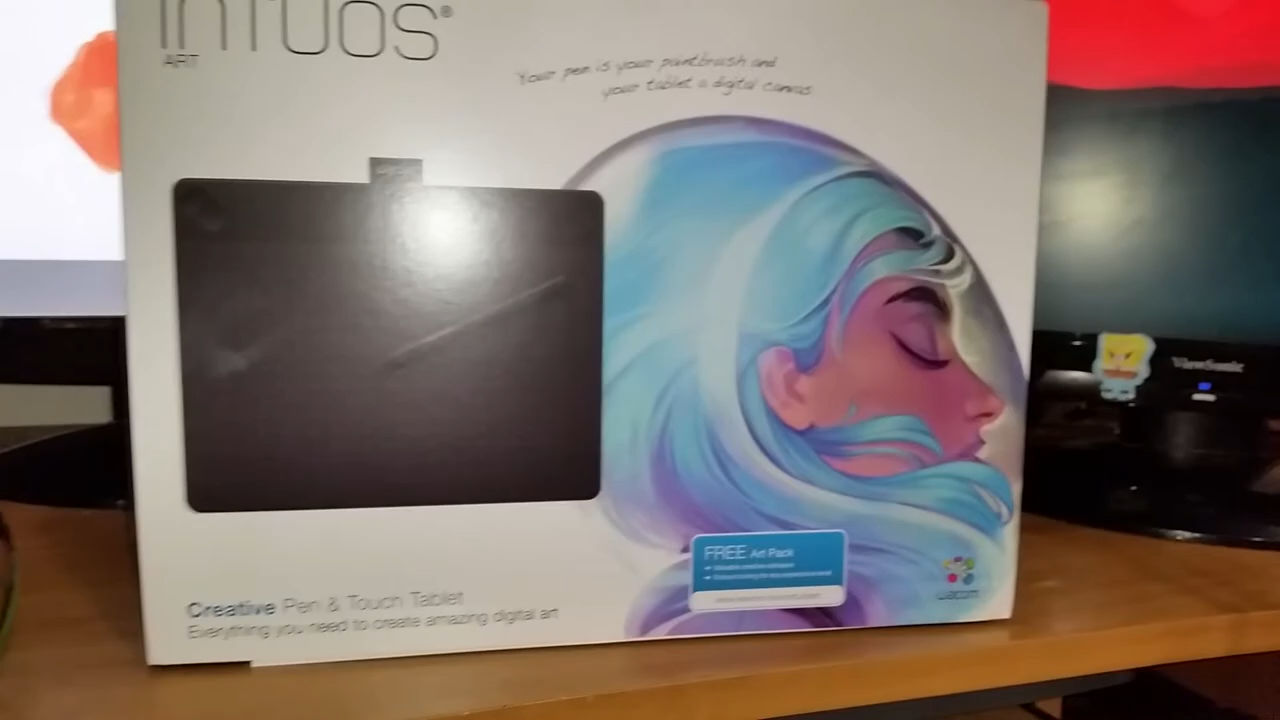 intuos®
ART
Your pen is your paintbrush and
your tablet a digital canvas
Creative Pen & Touch Tablet
Everything you need to create amazing digital art
FREE Art Pack
wacom
ViewSonic